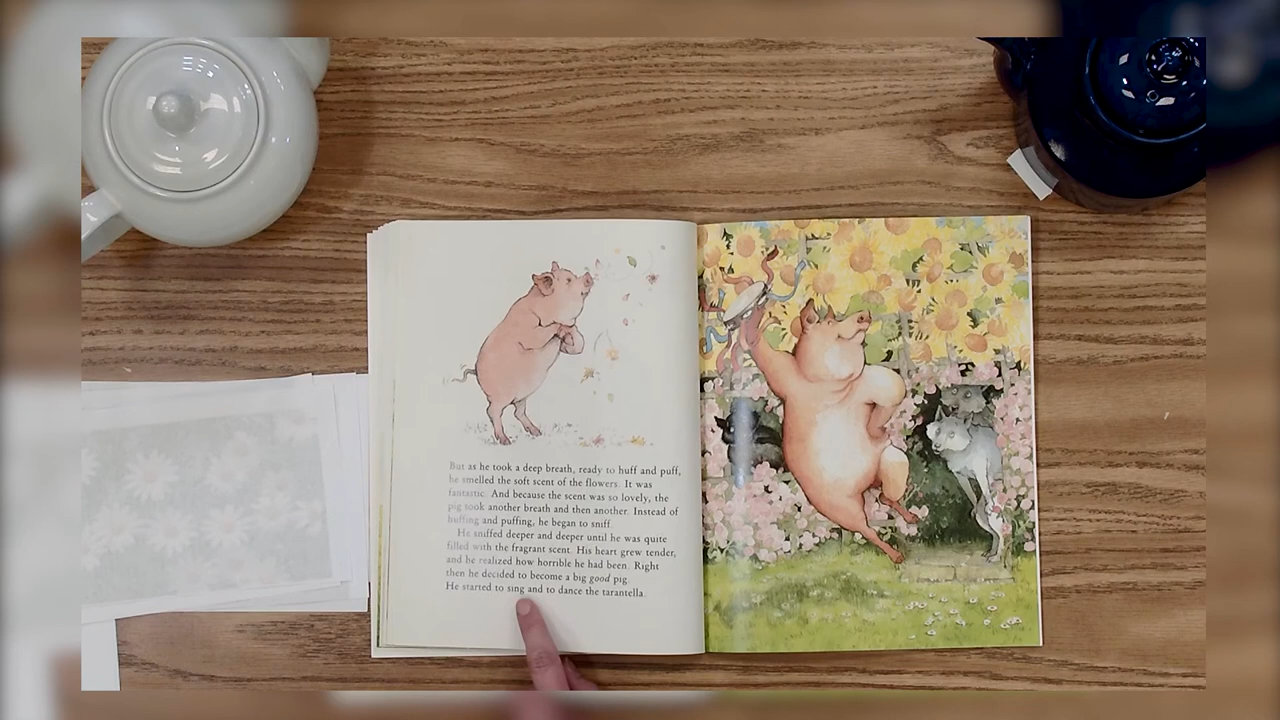 But as he took a deep breath, ready to huff and puff,
he smelled the soft scent of the flowers. It was
fantastic. And because the scent was so lovely, the
pig took another breath and then another. Instead of
huffing and puffing, he began to sniff.
He sniffed deeper and deeper until he was quite
filled with the fragrant scent. His heart grew tender,
and he realized how horrible he had been. Right
then he decided to become a big good pig.
He started to sing and to dance the tarantella.